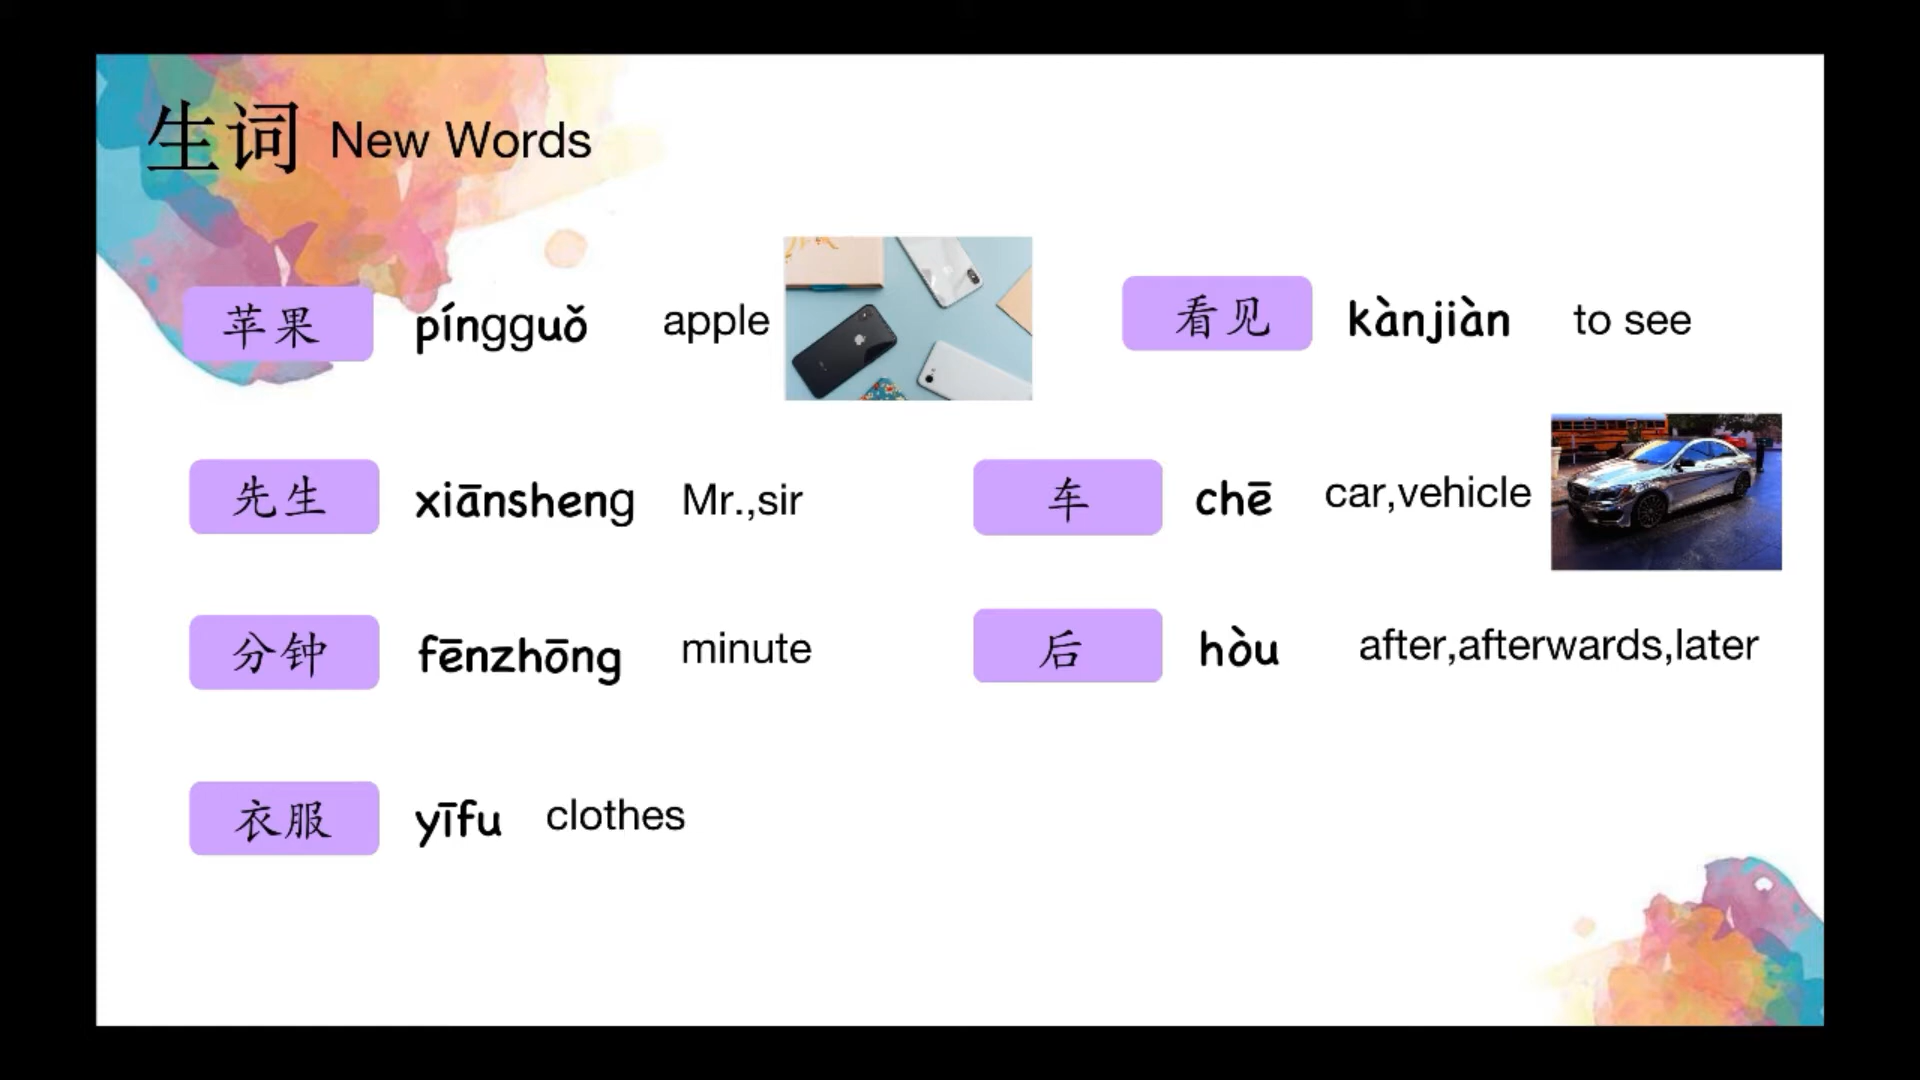 生词 New Words
苹果 píngguǒ apple
看见 kànjiàn to see
先生 xiānsheng Mr.,sir
车 chē car,vehicle
分钟 fēnzhōng minute
后 hòu after,afterwards,later
衣服 yīfu clothes